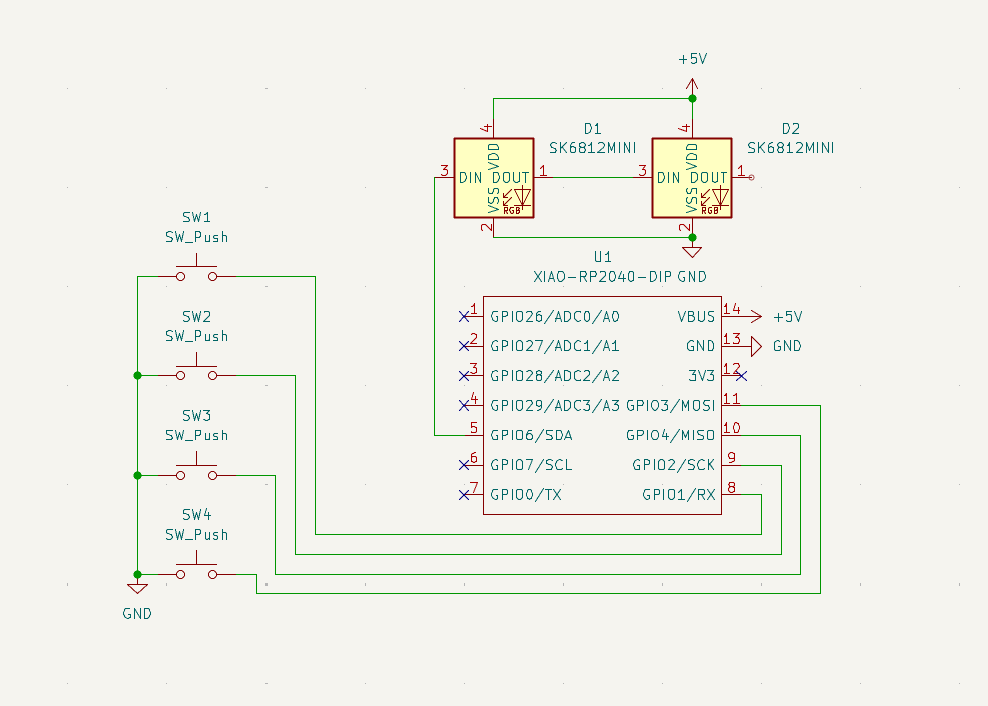 +5V
D1
SK6812MINI
4
VDD
3
DIN
DOUT
1
VSS
RGB
2
D2
SK6812MINI
4
VDD
3
DIN
DOUT
1
VSS
RGB
2
GND
SW1
SW_Push
SW2
SW_Push
SW3
SW_Push
SW4
SW_Push
GND
U1
XIAO-RP2040-DIP
1 GPIO26/ADC0/A0 VBUS 14 +5V
2 GPIO27/ADC1/A1 GND 13 GND
3 GPIO28/ADC2/A2 3V3 12
4 GPIO29/ADC3/A3 GPIO3/MOSI 11
5 GPIO6/SDA GPIO4/MISO 10
6 GPIO7/SCL GPIO2/SCK 9
7 GPIO0/TX GPIO1/RX 8